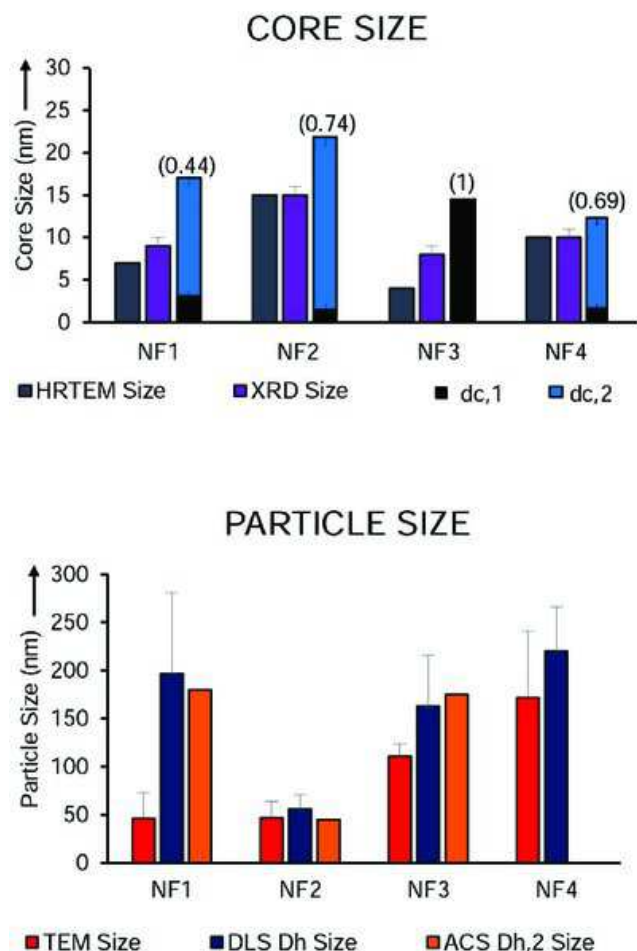 CORE SIZE
Core Size (nm)
30
25
20
15
10
5
0
(0.44)
(0.74)
(1)
(0.69)
NF1 NF2 NF3 NF4
HRTEM Size XRD Size dc,1 dc,2
PARTICLE SIZE
Particle Size (nm)
300
250
200
150
100
50
0
NF1 NF2 NF3 NF4
TEM Size DLS Dh Size ACS Dh,2 Size